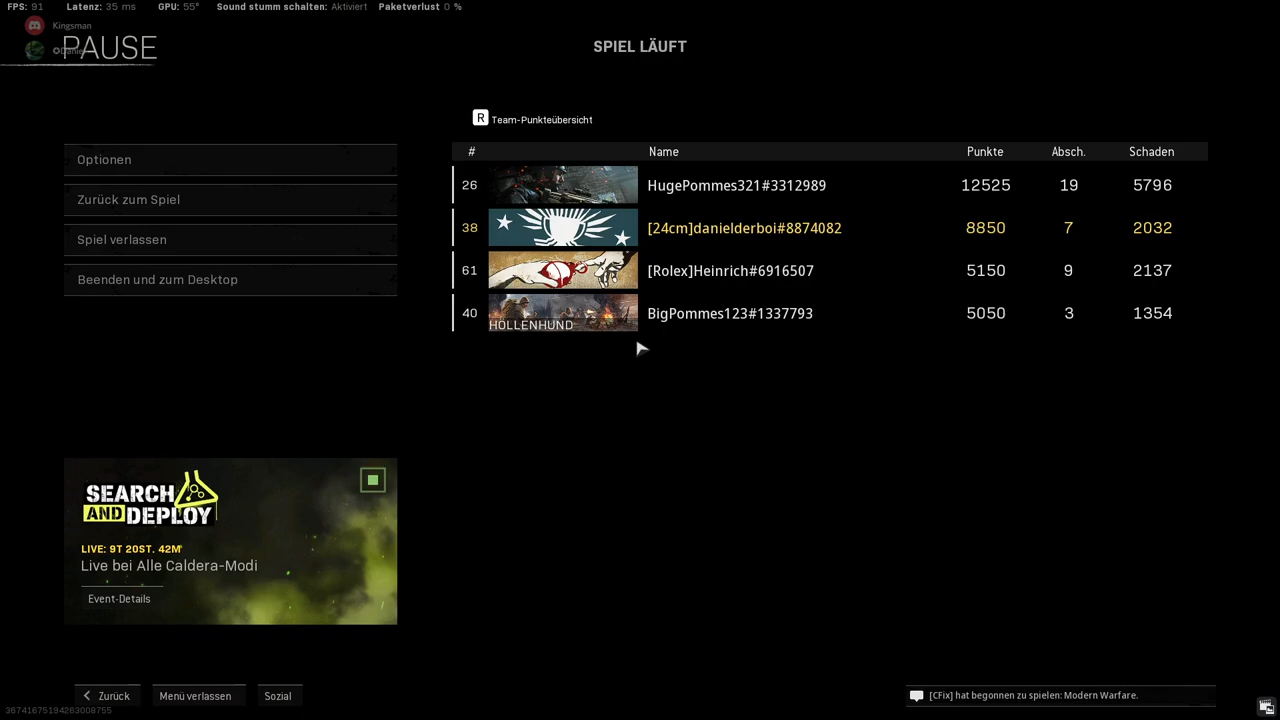 FPS: 91 Latenz: 35 ms GPU: 55° Sound stumm schalten: Aktiviert Paketverlust 0 %
Kingsman
PAUSE
SPIEL LÄUFT
R Team-Punkteübersicht
# Name Punkte Absch. Schaden
26 HugePommes321#3312989 12525 19 5796
38 [24cm]danielderboi#8874082 8850 7 2032
61 [Rolex]Heinrich#6916507 5150 9 2137
40 HÖLLENHUND BigPommes123#1337793 5050 3 1354
Optionen
Zurück zum Spiel
Spiel verlassen
Beenden und zum Desktop
SEARCH
AND DEPLOY
LIVE: 9T 20ST. 42M
Live bei Alle Caldera-Modi
Event-Details
Zurück Menü verlassen Sozial
[CFix] hat begonnen zu spielen: Modern Warfare.
36741675194263008755